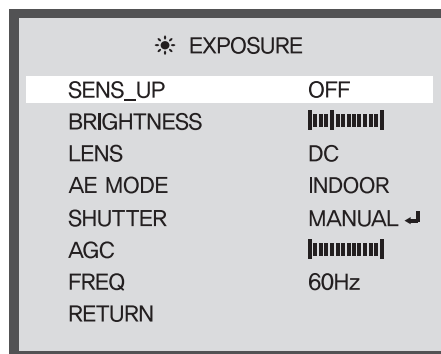 EXPOSURE
SENS_UP OFF
BRIGHTNESS
LENS DC
AE MODE INDOOR
SHUTTER MANUAL ↵
AGC
FREQ 60Hz
RETURN